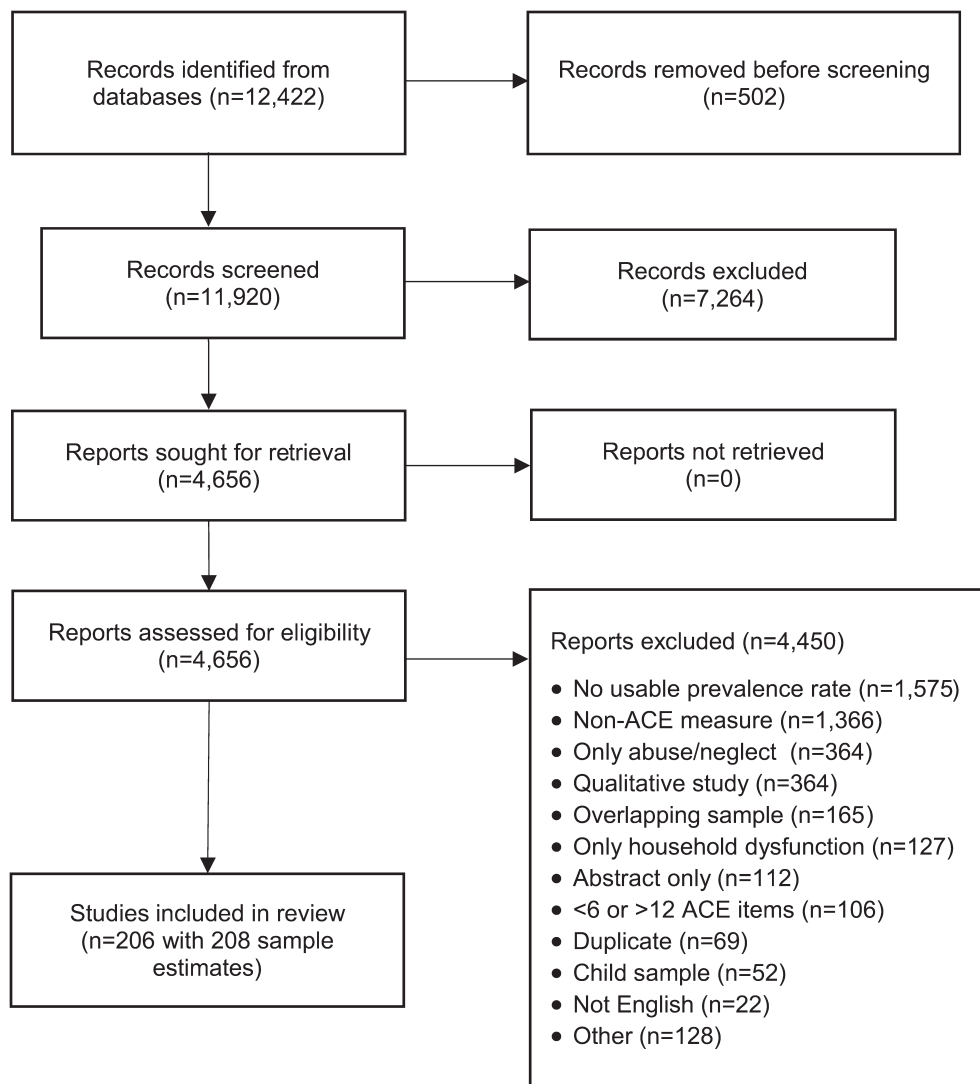 Records identified from
databases (n=12,422)
Records removed before screening
(n=502)
Records screened
(n=11,920)
Records excluded
(n=7,264)
Reports sought for retrieval
(n=4,656)
Reports not retrieved
(n=0)
Reports assessed for eligibility
(n=4,656)
Reports excluded (n=4,450)
• No usable prevalence rate (n=1,575)
• Non-ACE measure (n=1,366)
• Only abuse/neglect (n=364)
• Qualitative study (n=364)
• Overlapping sample (n=165)
• Only household dysfunction (n=127)
• Abstract only (n=112)
• <6 or >12 ACE items (n=106)
• Duplicate (n=69)
• Child sample (n=52)
• Not English (n=22)
• Other (n=128)
Studies included in review
(n=206 with 208 sample
estimates)